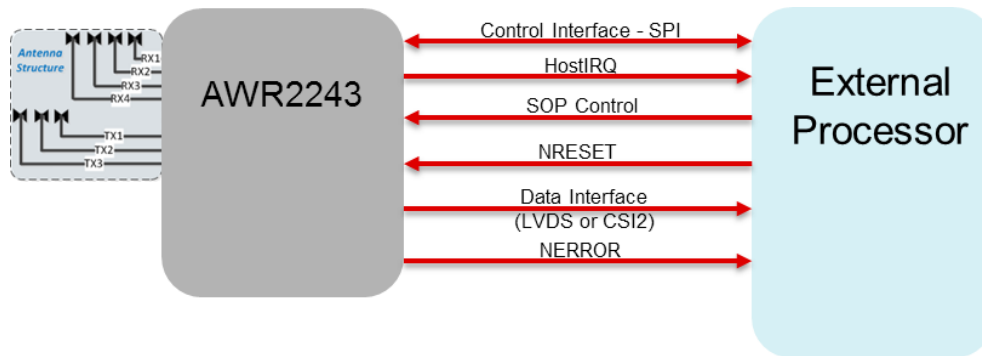 Antenna
Structure
RX1
RX2
RX3
RX4
TX1
TX2
TX3
AWR2243
Control Interface - SPI
HostIRQ
SOP Control
NRESET
Data Interface
(LVDS or CSI2)
NERROR
External
Processor